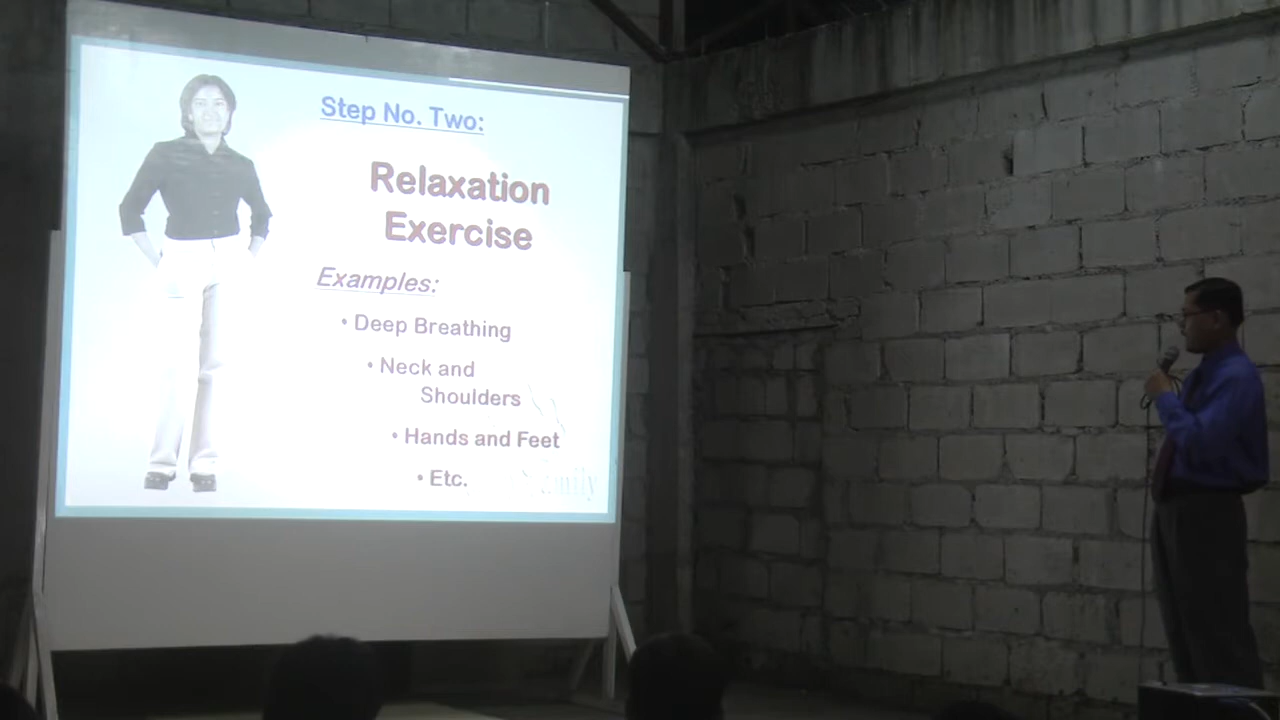 Step No. Two:
Relaxation
Exercise
Examples:
• Deep Breathing
• Neck and
Shoulders
• Hands and Feet
• Etc.